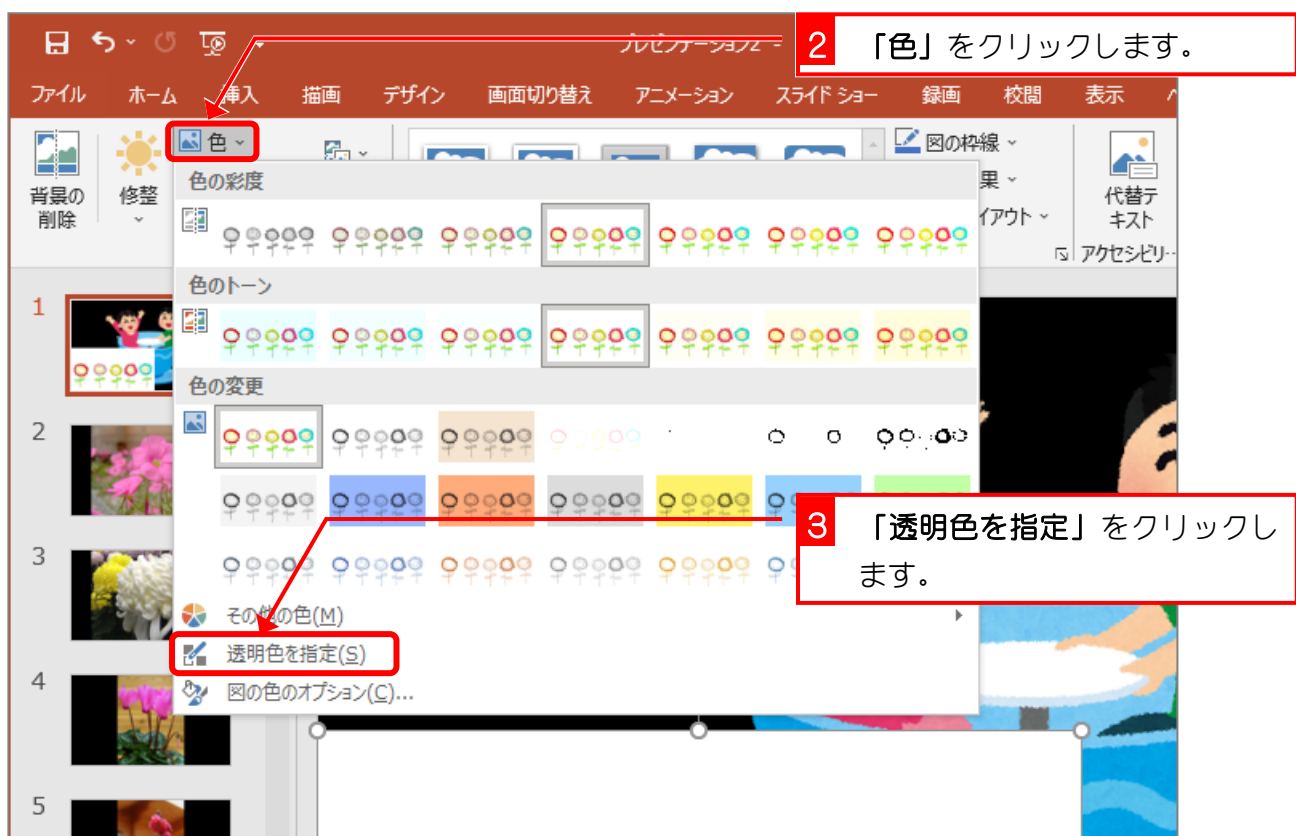 プレゼンテーション2 -
2 「色」をクリックします。
ファイル ホーム 挿入 描画 デザイン 画面切り替え アニメーション スライド ショー 録画 校閲 表示
背景の
削除
修整
色
図の枠線
果
イアウト
代替テ
キスト
アクセシビリ…
色の彩度
色のトーン
色の変更
3 「透明色を指定」をクリックし
ます。
その他の色(M)
透明色を指定(S)
図の色のオプション(C)...
1
2
3
4
5